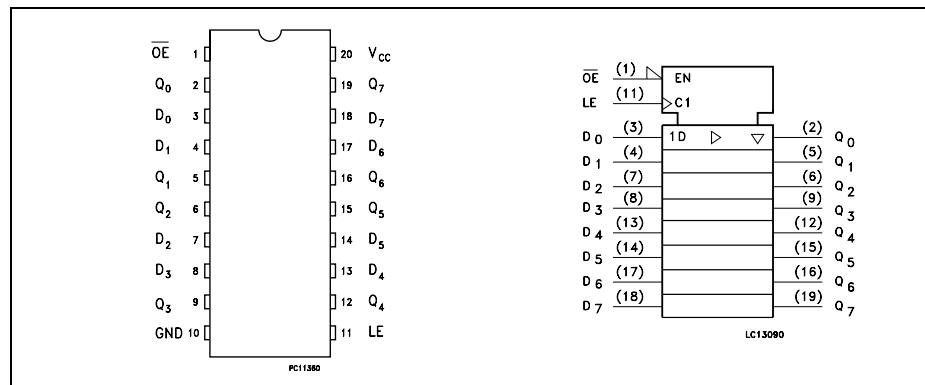 O̅E̅ 1 20 VCC
Q0 2 19 Q7
D0 3 18 D7
D1 4 17 D6
Q1 5 16 Q6
Q2 6 15 Q5
D2 7 14 D5
D3 8 13 D4
Q3 9 12 Q4
GND 10 11 LE
PC11360
O̅E̅ (1) EN
LE (11) C1
D0 (3) 1D (2) Q0
D1 (4) (5) Q1
D2 (7) (6) Q2
D3 (8) (9) Q3
D4 (13) (12) Q4
D5 (14) (15) Q5
D6 (17) (16) Q6
D7 (18) (19) Q7
LC13090